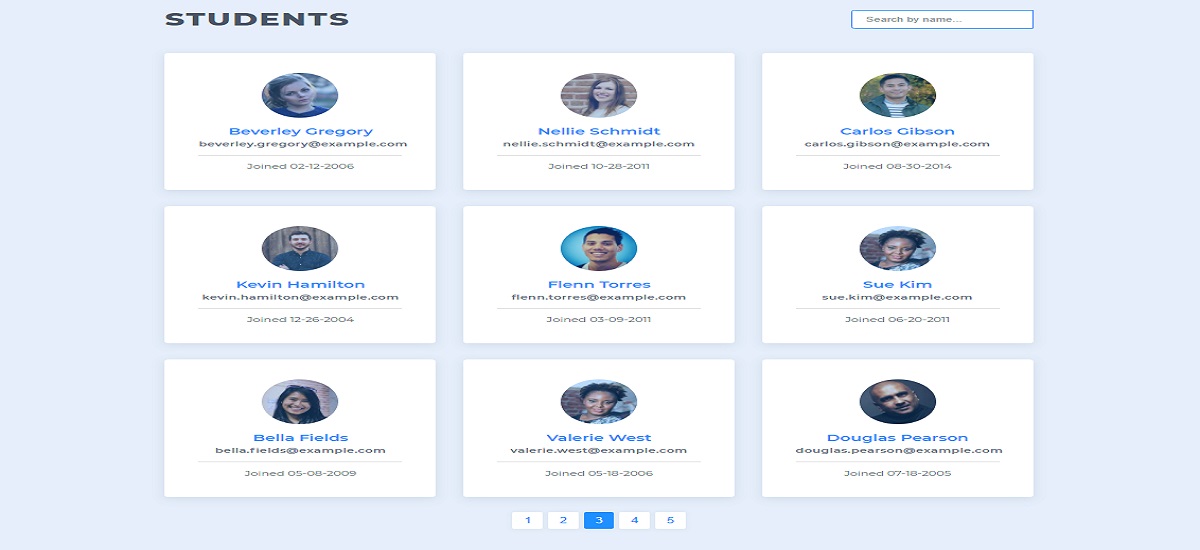 STUDENTS
Search by name...
Beverley Gregory
beverley.gregory@example.com
Joined 02-12-2006
Nellie Schmidt
nellie.schmidt@example.com
Joined 10-28-2011
Carlos Gibson
carlos.gibson@example.com
Joined 08-30-2014
Kevin Hamilton
kevin.hamilton@example.com
Joined 12-26-2004
Flenn Torres
flenn.torres@example.com
Joined 03-09-2011
Sue Kim
sue.kim@example.com
Joined 06-20-2011
Bella Fields
bella.fields@example.com
Joined 05-08-2009
Valerie West
valerie.west@example.com
Joined 05-18-2006
Douglas Pearson
douglas.pearson@example.com
Joined 07-18-2005
1 2 3 4 5